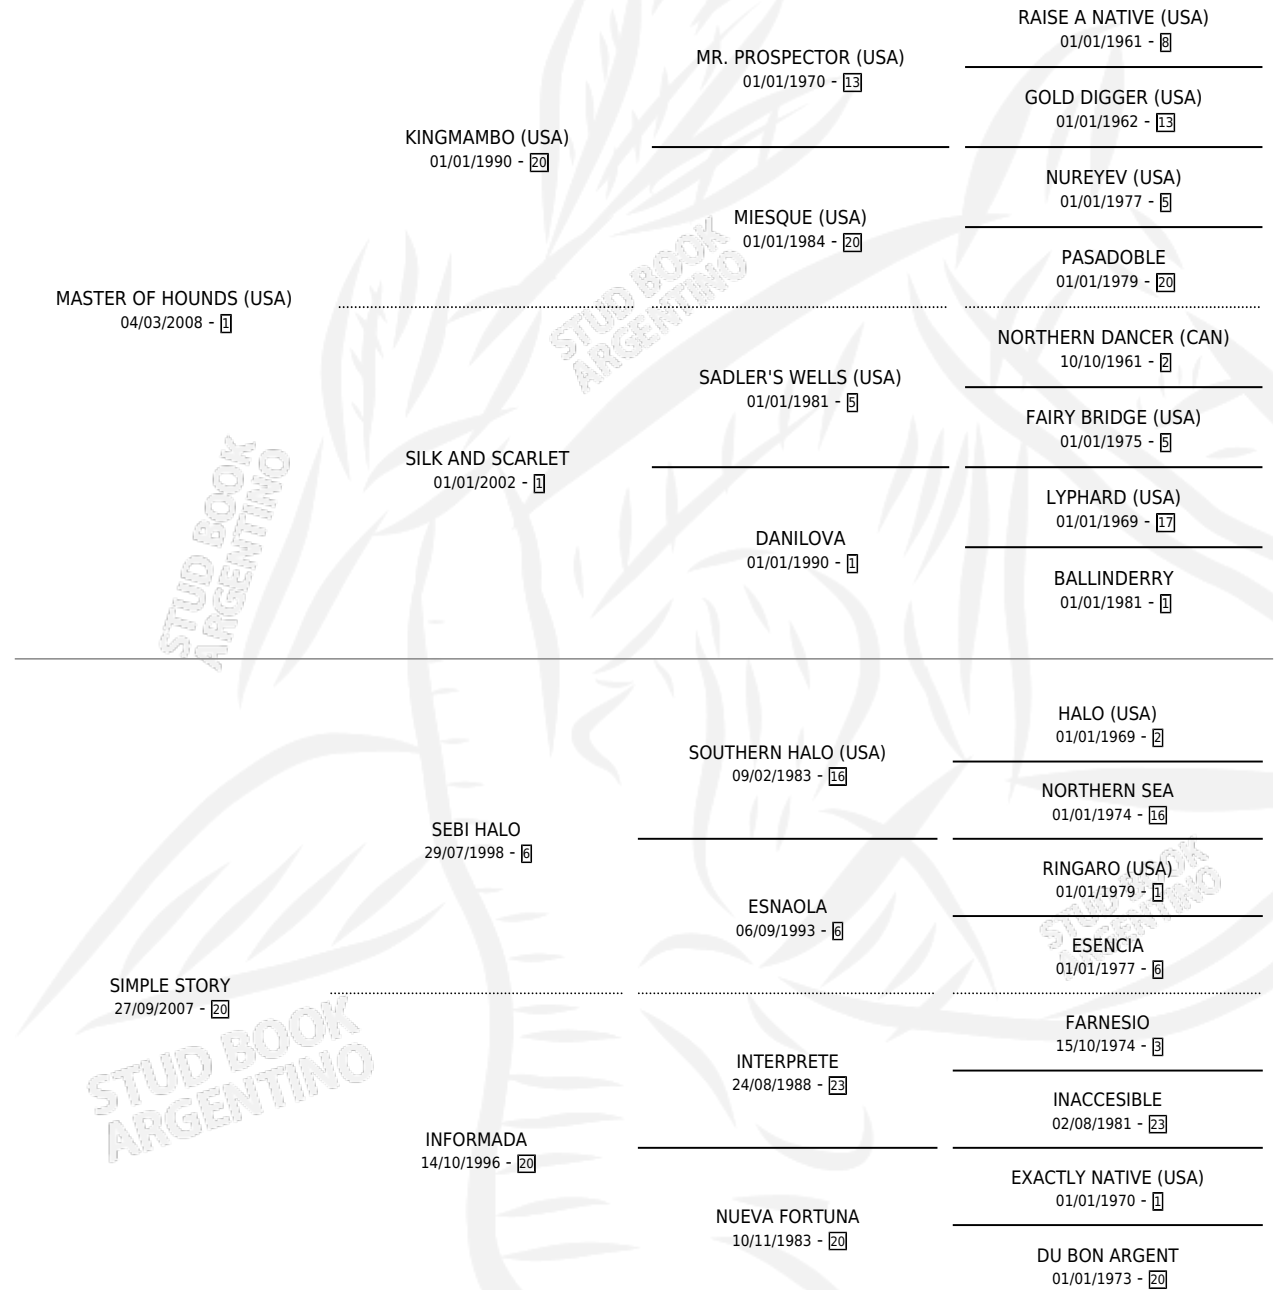 RAISE A NATIVE (USA)
01/01/1961 - 8
MR. PROSPECTOR (USA)
01/01/1970 - 13
GOLD DIGGER (USA)
01/01/1962 - 13
KINGMAMBO (USA)
01/01/1990 - 20
NUREYEV (USA)
01/01/1977 - 5
MIESQUE (USA)
01/01/1984 - 20
PASADOBLE
01/01/1979 - 20
MASTER OF HOUNDS (USA)
04/03/2008 - 1
NORTHERN DANCER (CAN)
10/10/1961 - 2
SADLER'S WELLS (USA)
01/01/1981 - 5
FAIRY BRIDGE (USA)
01/01/1975 - 5
SILK AND SCARLET
01/01/2002 - 1
LYPHARD (USA)
01/01/1969 - 17
DANILOVA
01/01/1990 - 1
BALLINDERRY
01/01/1981 - 1
HALO (USA)
01/01/1969 - 2
SOUTHERN HALO (USA)
09/02/1983 - 16
NORTHERN SEA
01/01/1974 - 16
SEBI HALO
29/07/1998 - 6
RINGARO (USA)
01/01/1979 - 1
ESNAOLA
06/09/1993 - 6
ESENCIA
01/01/1977 - 6
SIMPLE STORY
27/09/2007 - 20
FARNESIO
15/10/1974 - 3
INTERPRETE
24/08/1988 - 23
INACCESIBLE
02/08/1981 - 23
INFORMADA
14/10/1996 - 20
EXACTLY NATIVE (USA)
01/01/1970 - 1
NUEVA FORTUNA
10/11/1983 - 20
DU BON ARGENT
01/01/1973 - 20
STUD BOOK
ARGENTINO
STUD BOOK
ARGENTINO
STUD BOOK
ARGENTINO
STUD BOOK
ARGENTINO